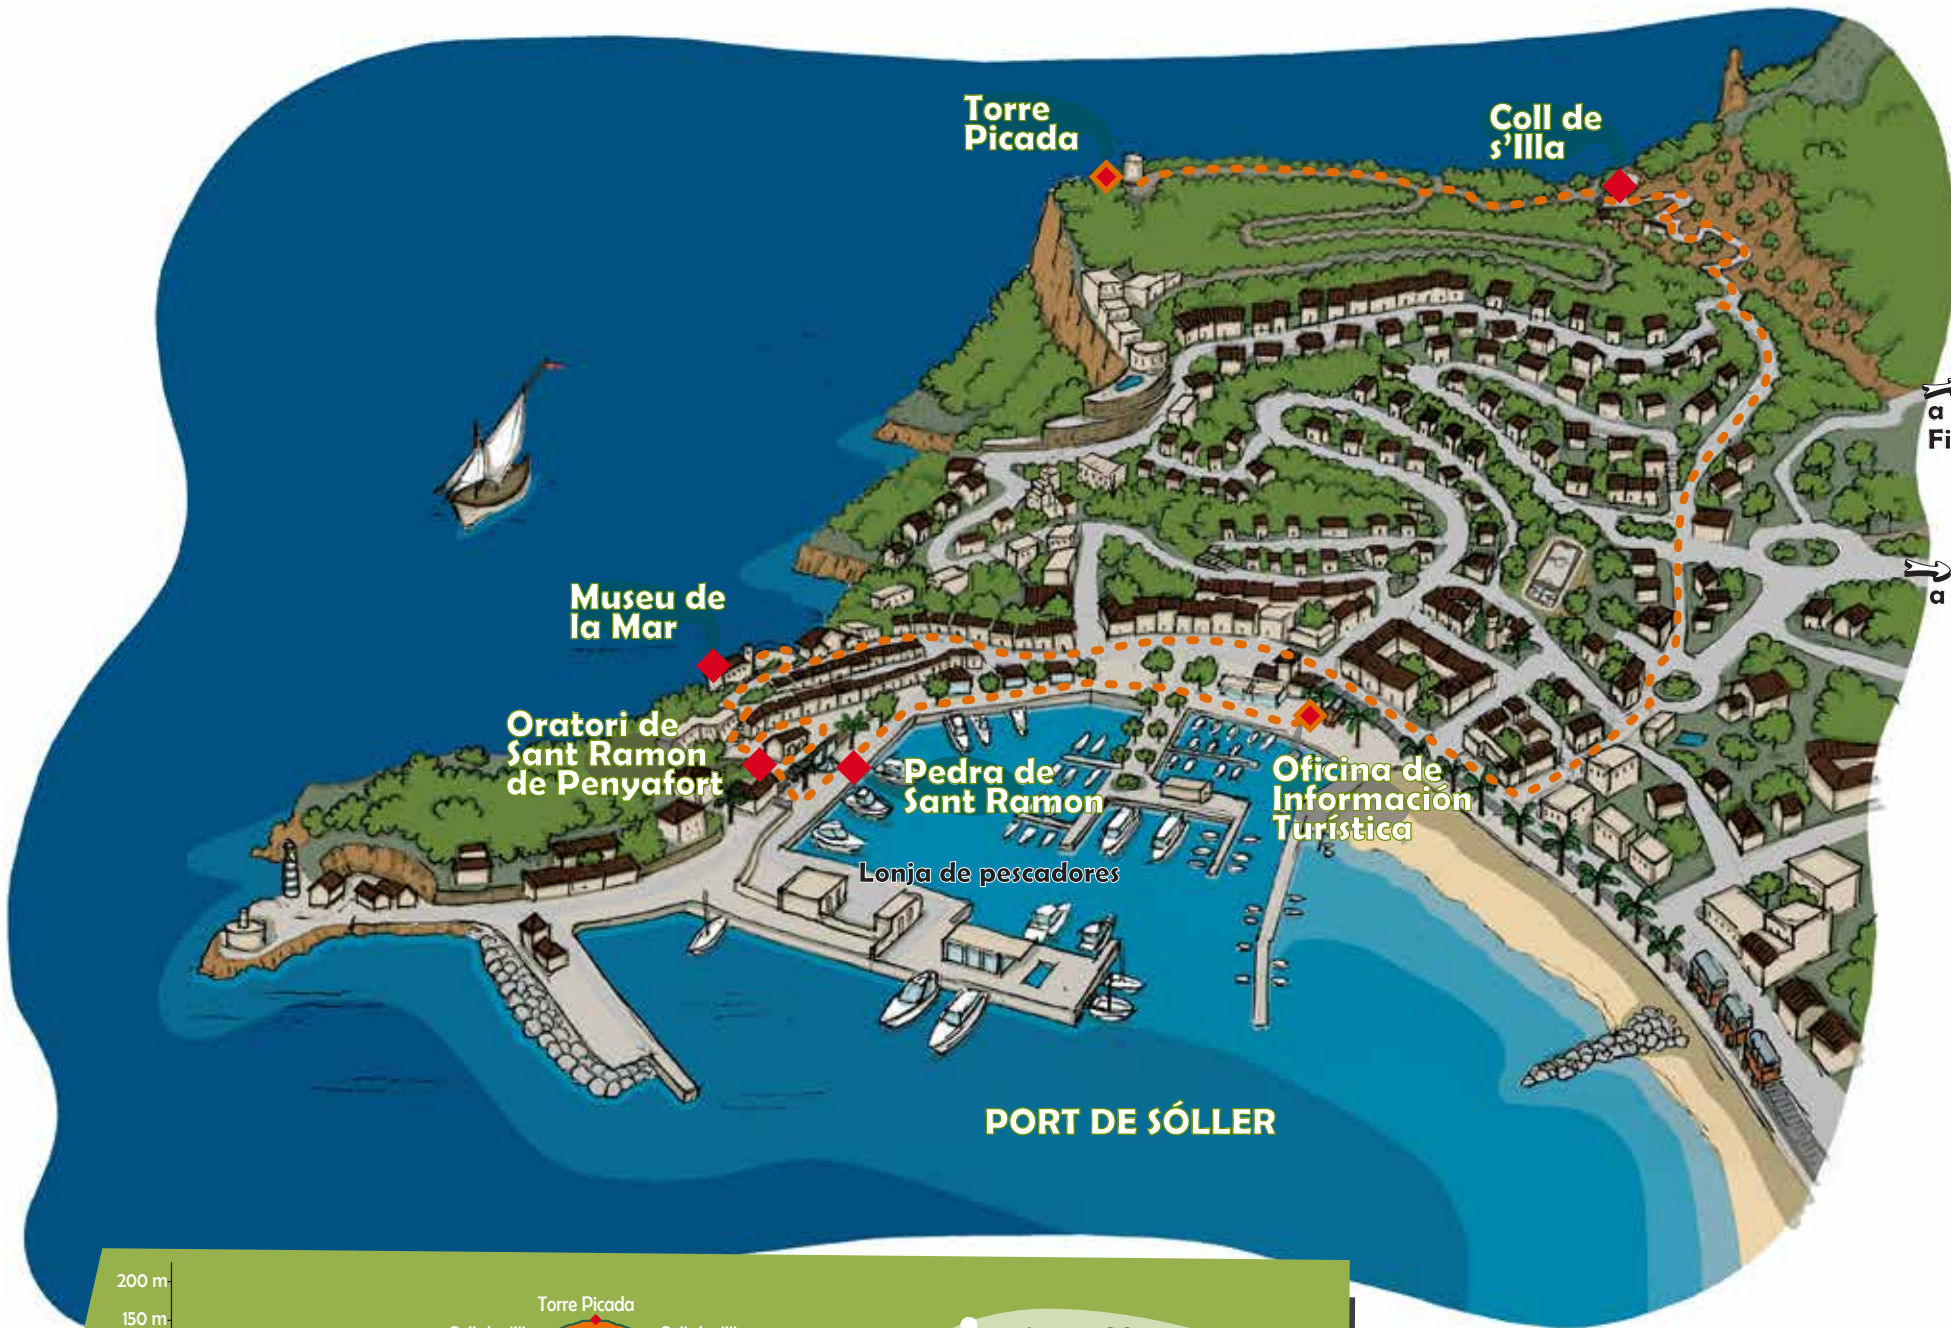 Torre
Picada
Coll de
s'Illa
a
Fi
a
Museu de
la Mar
Oratori de
Sant Ramon
de Penyafort
Pedra de
Sant Ramon
Oficina de
Información
Turística
Lonja de pescadores
PORT DE SÓLLER
200 m
150 m
Torre Picada